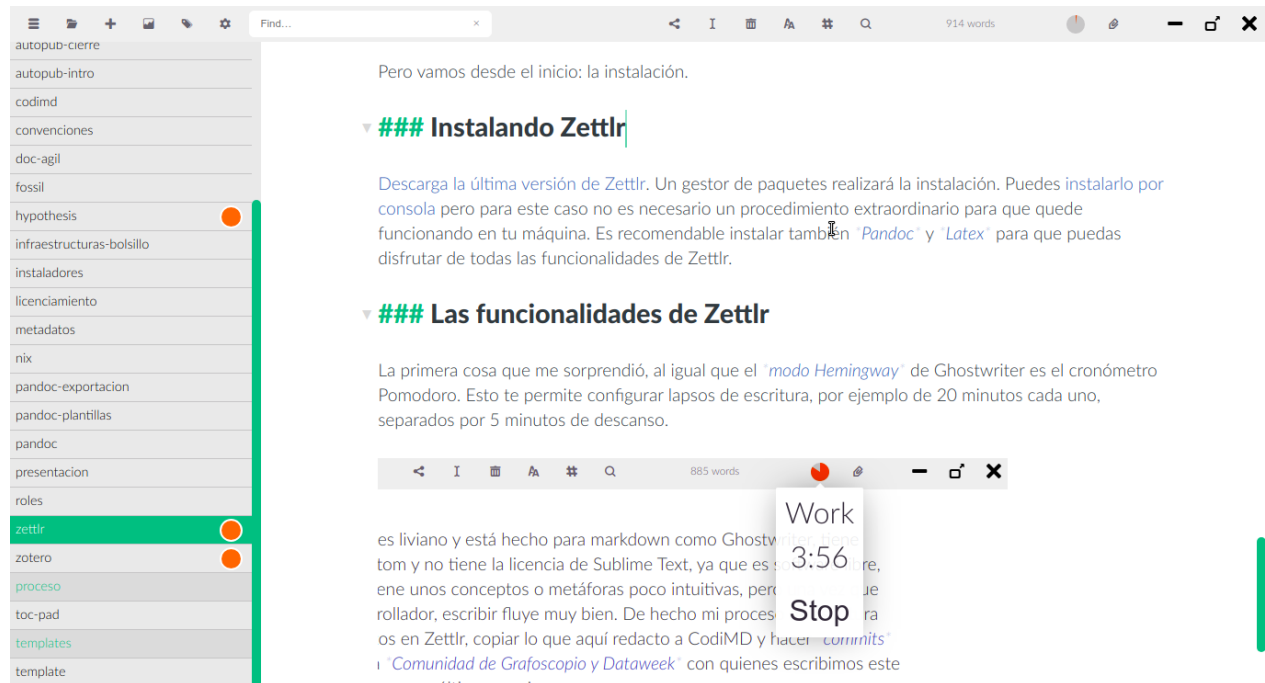 Find...
×
914 words
autopub-cierre
autopub-intro
codimd
convenciones
doc-agil
fossil
hypothesis
infraestructuras-bolsillo
instaladores
licenciamiento
metadatos
nix
pandoc-exportacion
pandoc-plantillas
pandoc
presentacion
roles
zettlr
zotero
proceso
toc-pad
templates
template
Pero vamos desde el inicio: la instalación.
### Instalando Zettlr
Descarga la última versión de Zettlr. Un gestor de paquetes realizará la instalación. Puedes instalarlo por
consola pero para este caso no es necesario un procedimiento extraordinario para que quede
funcionando en tu máquina. Es recomendable instalar también *Pandoc* y *Latex* para que puedas
disfrutar de todas las funcionalidades de Zettlr.
### Las funcionalidades de Zettlr
La primera cosa que me sorprendió, al igual que el *modo Hemingway* de Ghostwriter es el cronómetro
Pomodoro. Esto te permite configurar lapsos de escritura, por ejemplo de 20 minutos cada uno,
separados por 5 minutos de descanso.
885 words
Work
3:56
Stop
es liviano y está hecho para markdown como Ghostwriter, tiene
tom y no tiene la licencia de Sublime Text, ya que es
ene unos conceptos o metáforas poco intuitivas,
rollador, escribir fluye muy bien. De hecho mi
os en Zettlr, copiar lo que aquí redacto a CodiMD y hacer *commits*
*Comunidad de Grafoscopio y Dataweek* con quienes escribimos este